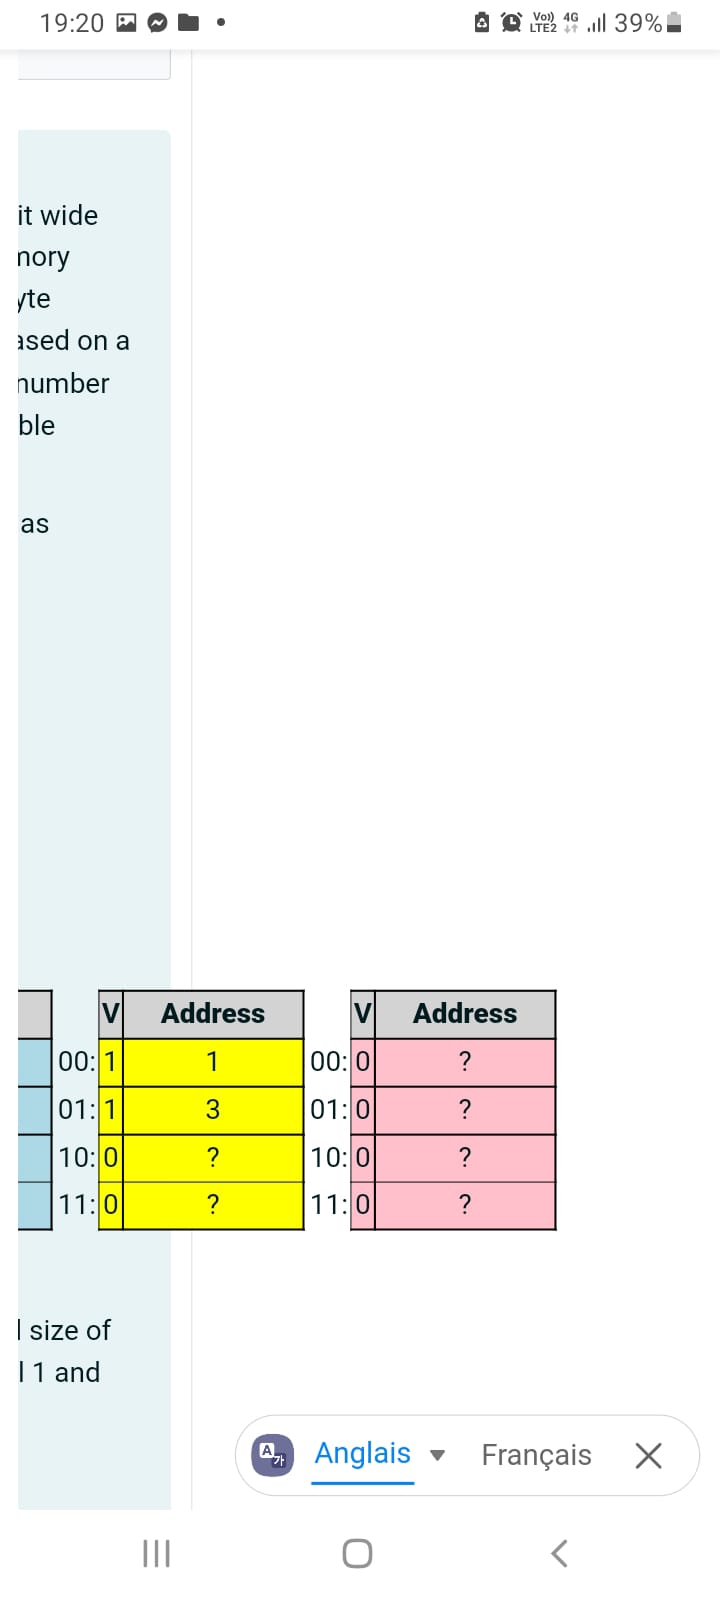 19:20 Vo)) 4G LTE2 39%
it wide
mory
yte
ased on a
number
ble
as
V Address V Address
00: 1 1 00: 0 ?
01: 1 3 01: 0 ?
10: 0 ? 10: 0 ?
11: 0 ? 11: 0 ?
l size of
l 1 and
Anglais Français